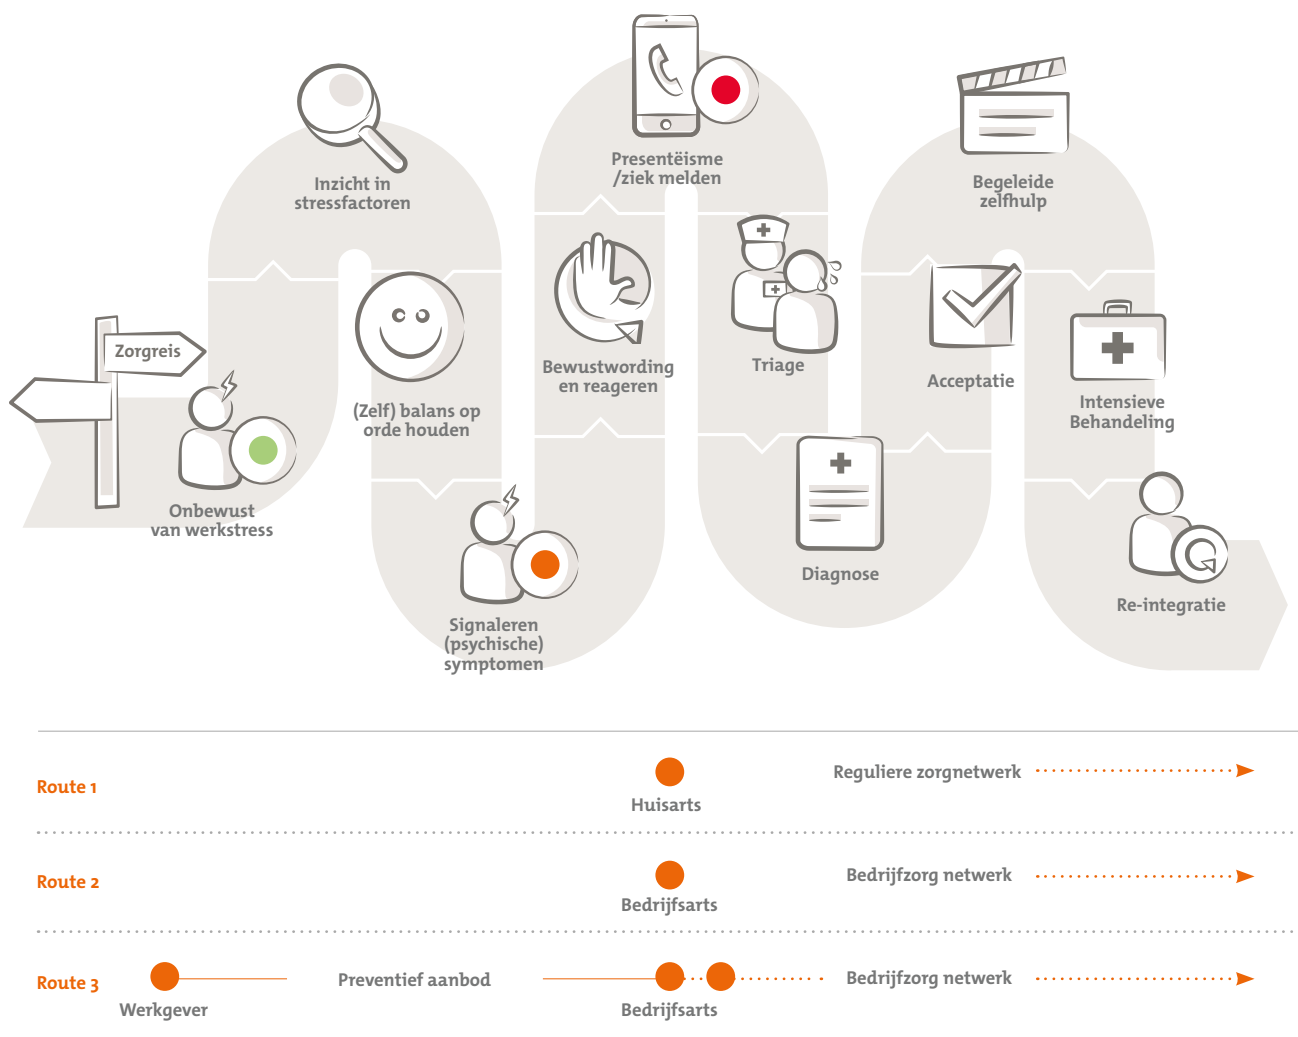 Zorgreis
Onbewust
van werkstress
Inzicht in
stressfactoren
(Zelf) balans op
orde houden
Signaleren
(psychische)
symptomen
Bewustwording
en reageren
Presentëisme
/ziek melden
Triage
Diagnose
Acceptatie
Begeleide
zelfhulp
Intensieve
Behandeling
Re-integratie
Route 1
Huisarts
Reguliere zorgnetwerk
Route 2
Bedrijfsarts
Bedrijfzorg netwerk
Route 3
Werkgever
Preventief aanbod
Bedrijfsarts
Bedrijfzorg netwerk